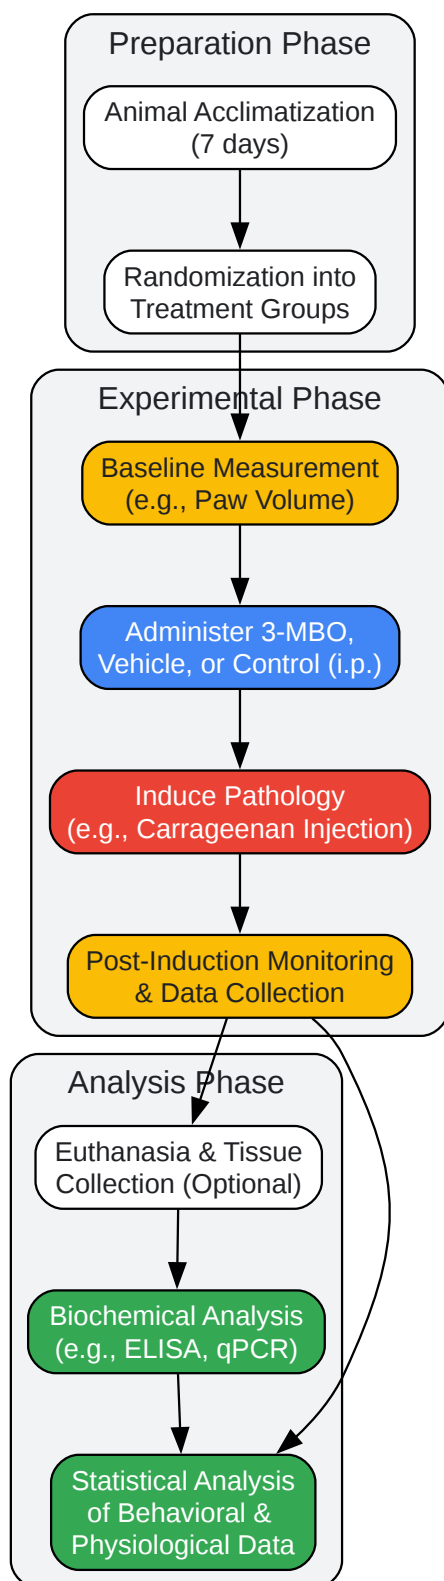 Preparation Phase
Animal Acclimatization
(7 days)
Randomization into
Treatment Groups
Experimental Phase
Baseline Measurement
(e.g., Paw Volume)
Administer 3-MBO,
Vehicle, or Control (i.p.)
Induce Pathology
(e.g., Carrageenan Injection)
Post-Induction Monitoring
& Data Collection
Analysis Phase
Euthanasia & Tissue
Collection (Optional)
Biochemical Analysis
(e.g., ELISA, qPCR)
Statistical Analysis
of Behavioral &
Physiological Data